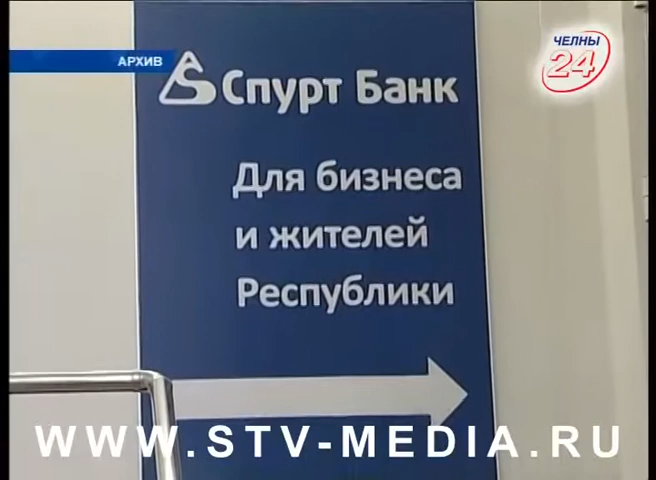 ЧЕЛНЫ
24
АРХИВ
Спурт Банк
Для бизнеса
и жителей
Республики
WWW.STV-MEDIA.RU